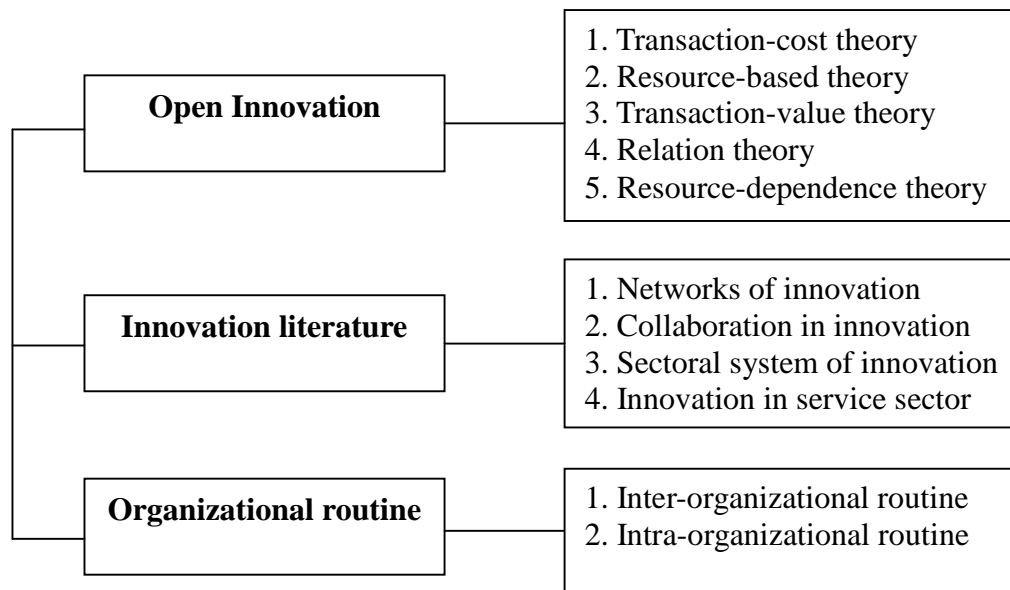 Open Innovation
1. Transaction-cost theory
2. Resource-based theory
3. Transaction-value theory
4. Relation theory
5. Resource-dependence theory
Innovation literature
1. Networks of innovation
2. Collaboration in innovation
3. Sectoral system of innovation
4. Innovation in service sector
Organizational routine
1. Inter-organizational routine
2. Intra-organizational routine